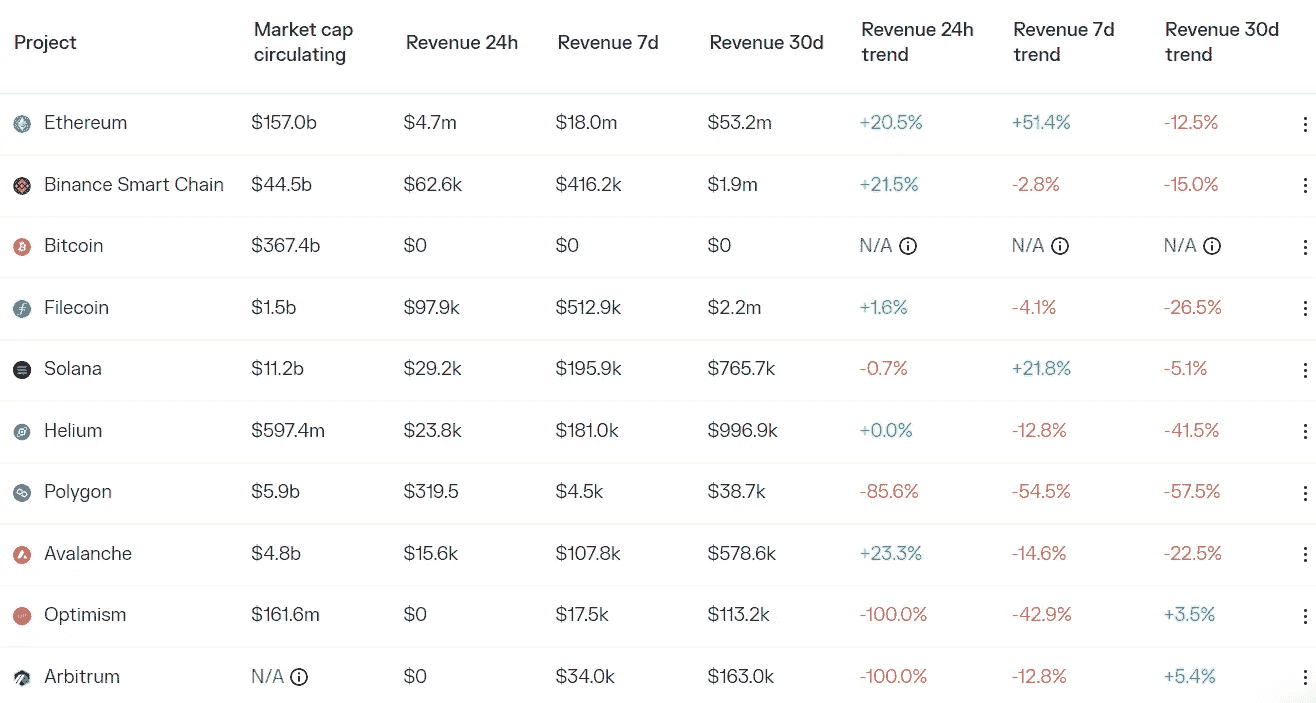 Project Market cap circulating Revenue 24h Revenue 7d Revenue 30d Revenue 24h trend Revenue 7d trend Revenue 30d trend
Ethereum $157.0b $4.7m $18.0m $53.2m +20.5% +51.4% -12.5%
Binance Smart Chain $44.5b $62.6k $416.2k $1.9m +21.5% -2.8% -15.0%
Bitcoin $367.4b $0 $0 $0 N/A N/A N/A
Filecoin $1.5b $97.9k $512.9k $2.2m +1.6% -4.1% -26.5%
Solana $11.2b $29.2k $195.9k $765.7k -0.7% +21.8% -5.1%
Helium $597.4m $23.8k $181.0k $996.9k +0.0% -12.8% -41.5%
Polygon $5.9b $319.5 $4.5k $38.7k -85.6% -54.5% -57.5%
Avalanche $4.8b $15.6k $107.8k $578.6k +23.3% -14.6% -22.5%
Optimism $161.6m $0 $17.5k $113.2k -100.0% -42.9% +3.5%
Arbitrum N/A $0 $34.0k $163.0k -100.0% -12.8% +5.4%